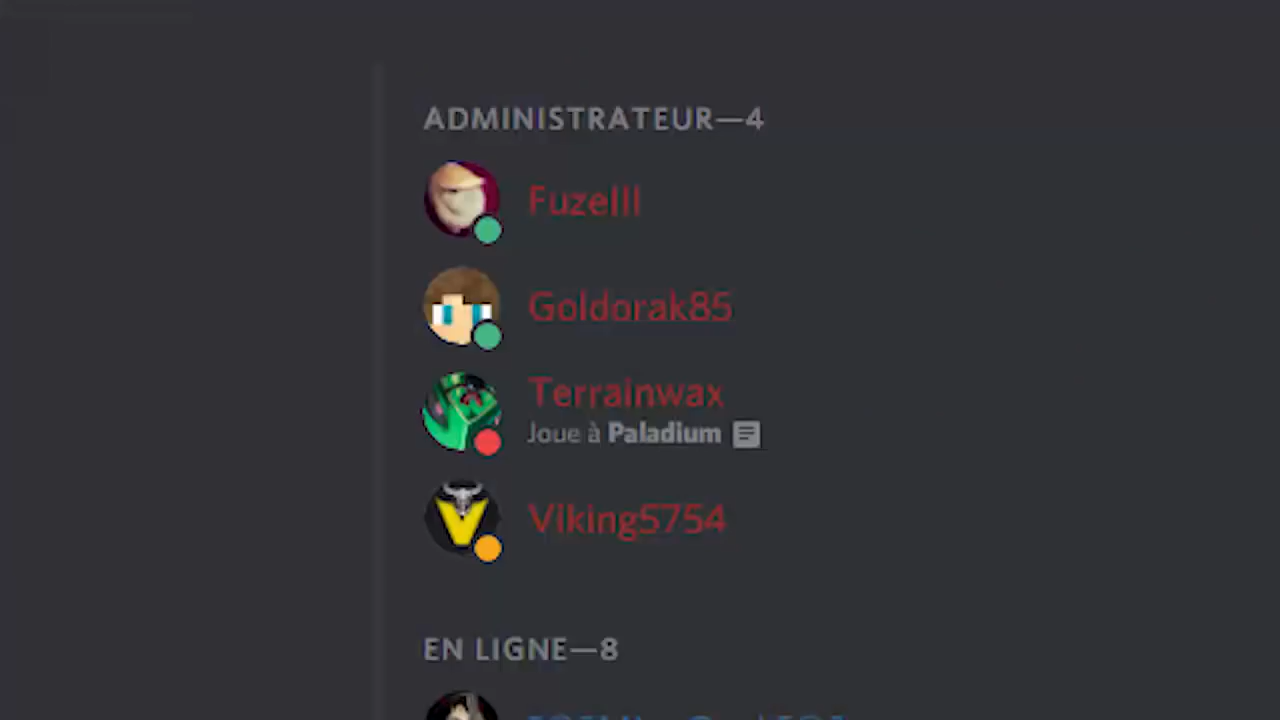 ADMINISTRATEUR—4
Fuzelll
Goldorak85
Terrainwax
Joue à Paladium
Viking5754
EN LIGNE—8